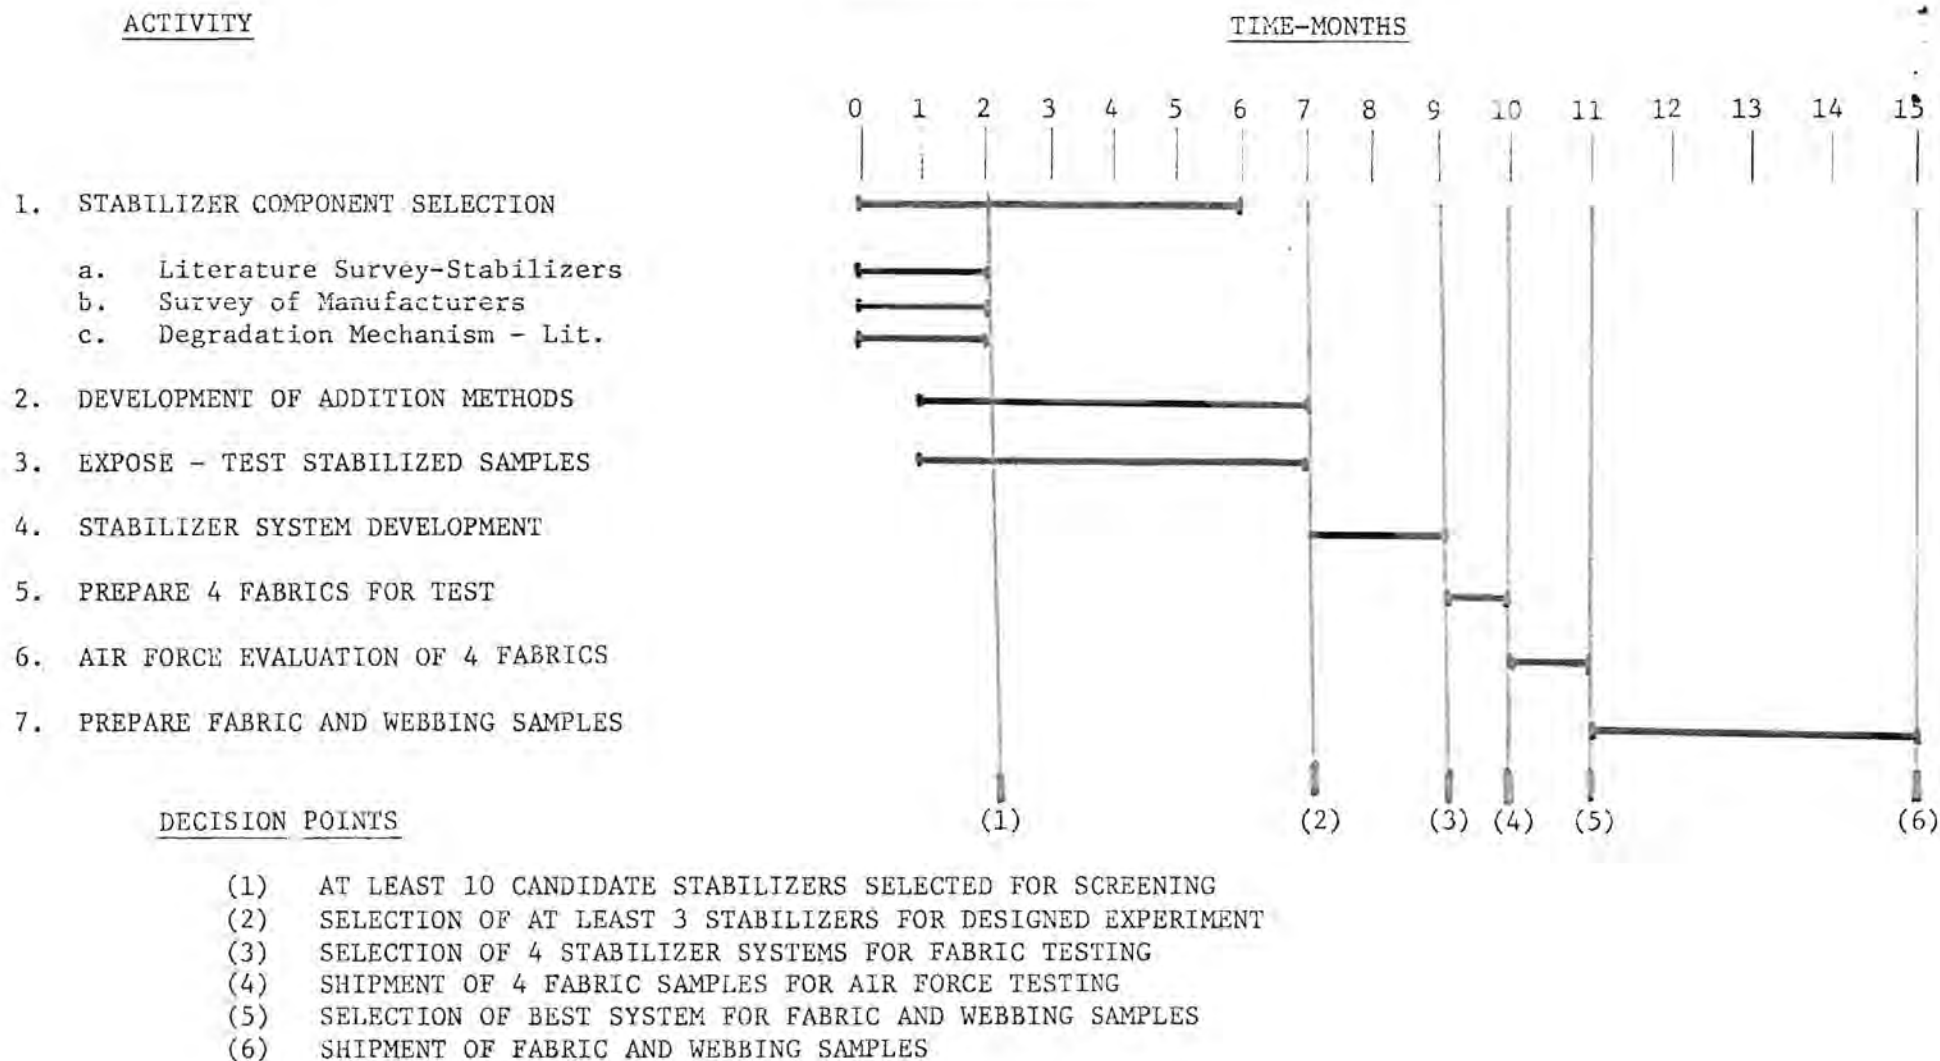 ACTIVITY TIME-MONTHS
0 1 2 3 4 5 6 7 8 9 10 11 12 13 14 15
1. STABILIZER COMPONENT SELECTION
a. Literature Survey-Stabilizers
b. Survey of Manufacturers
c. Degradation Mechanism - Lit.
2. DEVELOPMENT OF ADDITION METHODS
3. EXPOSE - TEST STABILIZED SAMPLES
4. STABILIZER SYSTEM DEVELOPMENT
5. PREPARE 4 FABRICS FOR TEST
6. AIR FORCE EVALUATION OF 4 FABRICS
7. PREPARE FABRIC AND WEBBING SAMPLES
DECISION POINTS (1) (2) (3) (4) (5) (6)
(1) AT LEAST 10 CANDIDATE STABILIZERS SELECTED FOR SCREENING
(2) SELECTION OF AT LEAST 3 STABILIZERS FOR DESIGNED EXPERIMENT
(3) SELECTION OF 4 STABILIZER SYSTEMS FOR FABRIC TESTING
(4) SHIPMENT OF 4 FABRIC SAMPLES FOR AIR FORCE TESTING
(5) SELECTION OF BEST SYSTEM FOR FABRIC AND WEBBING SAMPLES
(6) SHIPMENT OF FABRIC AND WEBBING SAMPLES